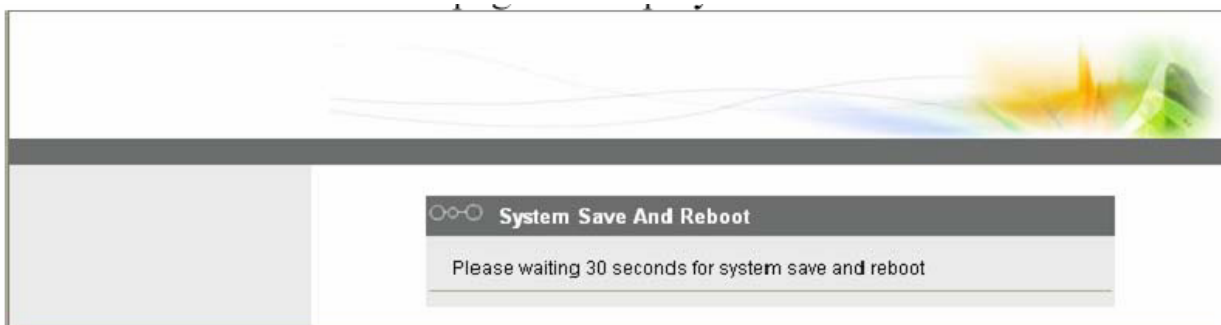 System Save And Reboot
Please waiting 30 seconds for system save and reboot